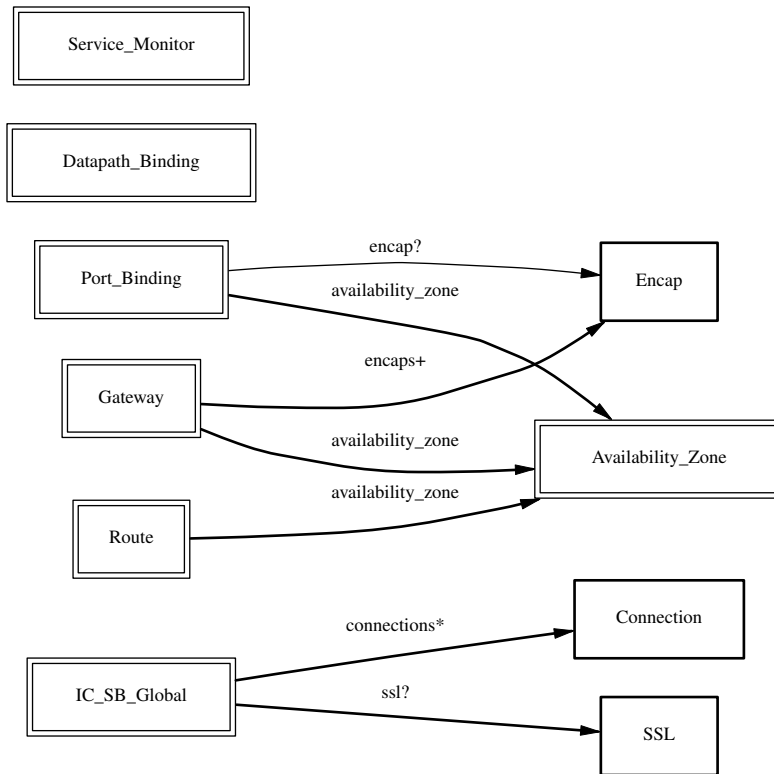 Service_Monitor
Datapath_Binding
encap?
Port_Binding
Encap
availability_zone
encaps+
Gateway
availability_zone
Availability_Zone
availability_zone
Route
connections*
Connection
IC_SB_Global
ssl?
SSL